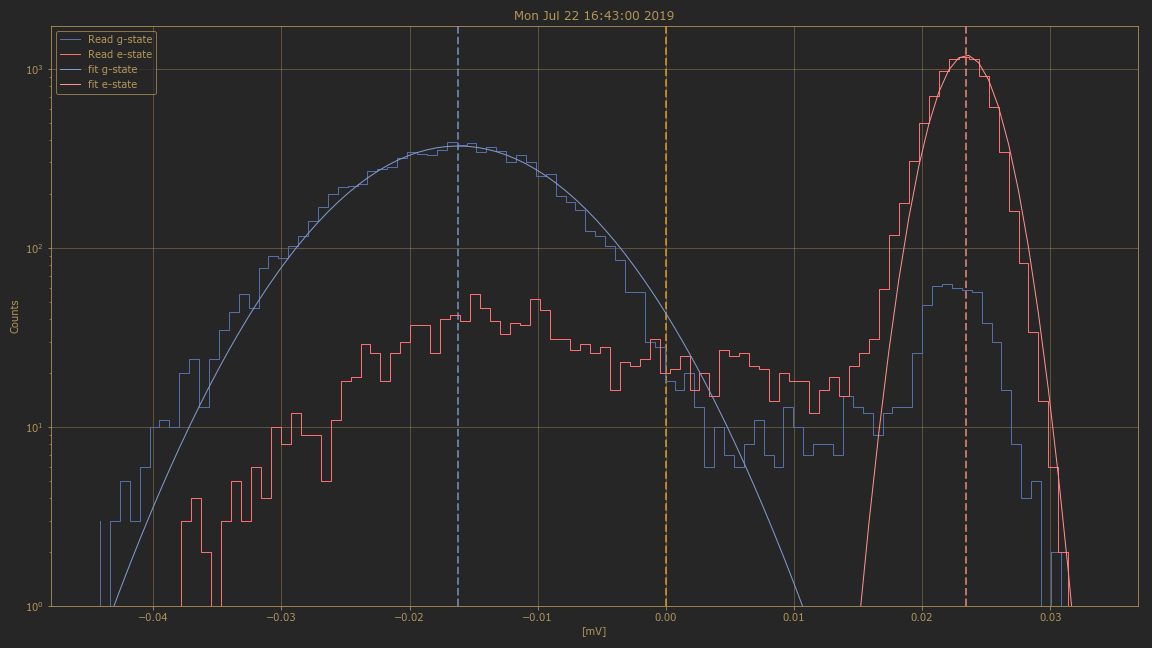 Mon Jul 22 16:43:00 2019
Read g-state
Read e-state
fit g-state
fit e-state
10³
10²
10¹
10⁰
Counts
−0.04 −0.03 −0.02 −0.01 0.00 0.01 0.02 0.03
[mV]